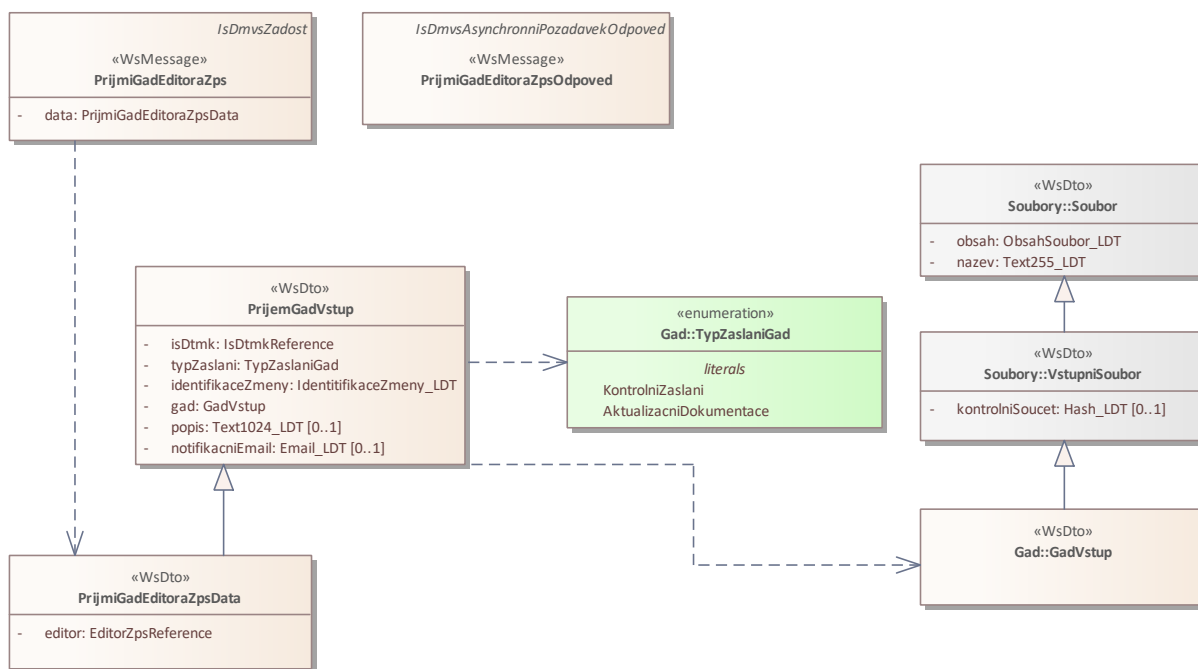 IsDmvsZadost
«WsMessage»
PrijmiGadEditoraZps
- data: PrijmiGadEditoraZpsData
IsDmvsAsynchronniPozadavekOdpoved
«WsMessage»
PrijmiGadEditoraZpsOdpoved
«WsDto»
Soubory::Soubor
- obsah: ObsahSoubor_LDT
- nazev: Text255_LDT
«WsDto»
PrijemGadVstup
- isDtmk: IsDtmkReference
- typZaslani: TypZaslaniGad
- identifikaceZmeny: IdentitifikaceZmeny_LDT
- gad: GadVstup
- popis: Text1024_LDT [0..1]
- notifikacniEmail: Email_LDT [0..1]
«enumeration»
Gad::TypZaslaniGad
literals
KontrolniZaslani
AktualizacniDokumentace
«WsDto»
Soubory::VstupniSoubor
- kontrolniSoucet: Hash_LDT [0..1]
«WsDto»
Gad::GadVstup
«WsDto»
PrijmiGadEditoraZpsData
- editor: EditorZpsReference